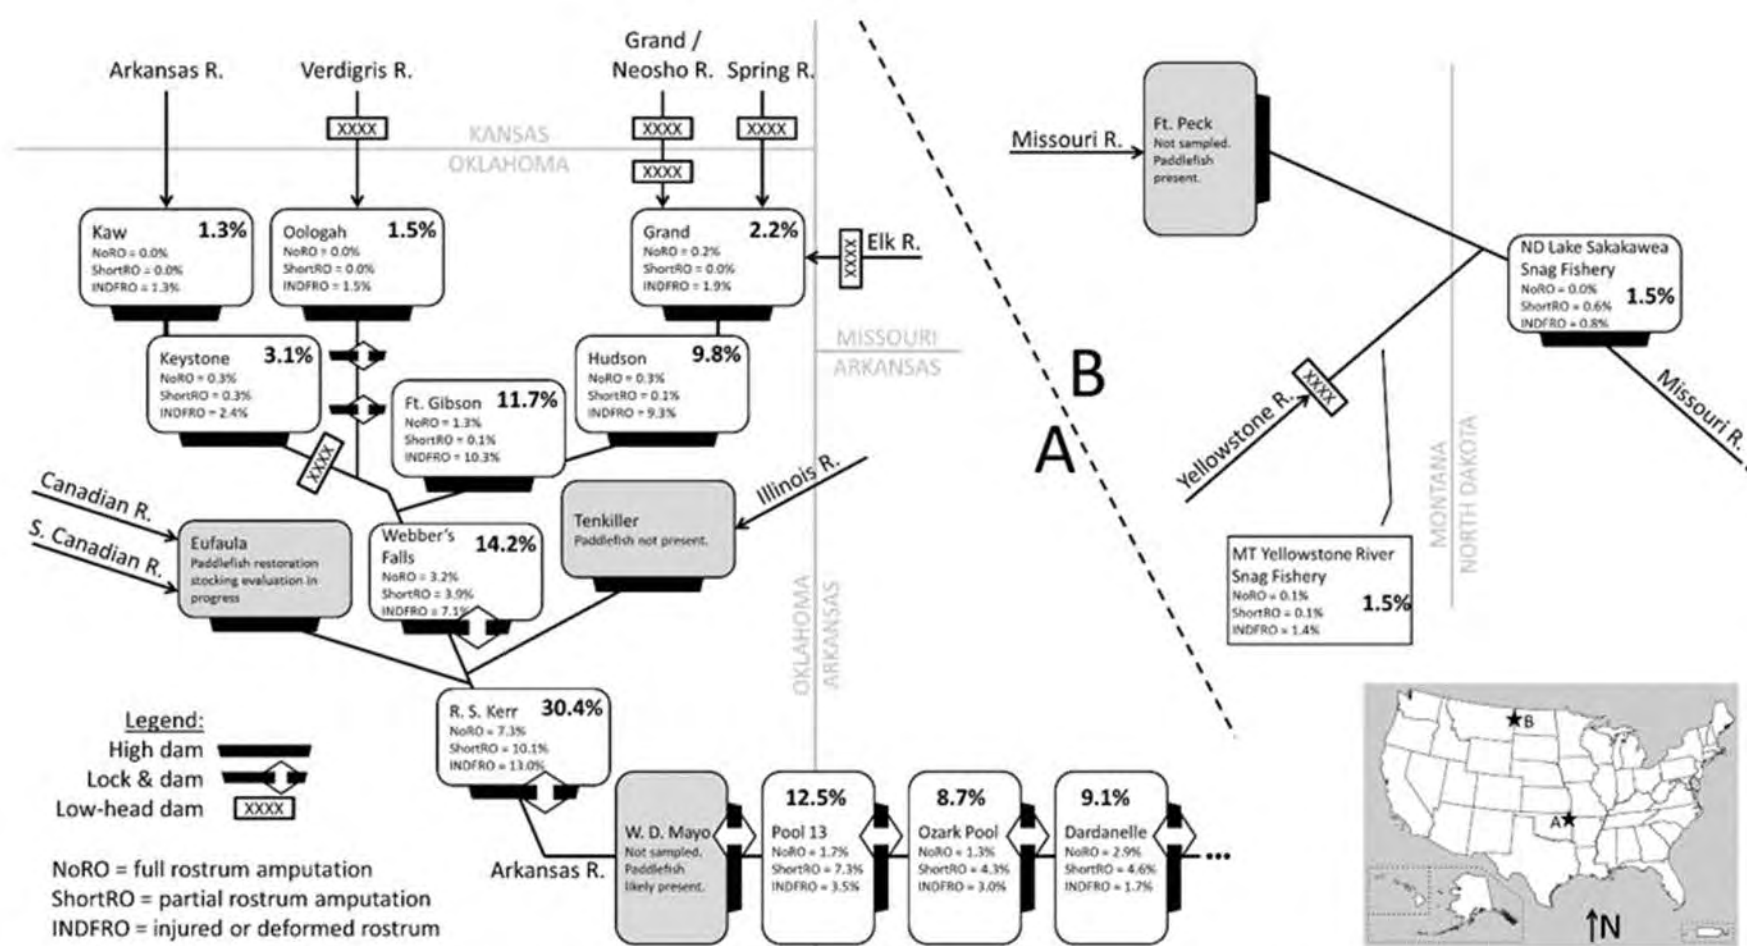 Arkansas R.
Verdigris R.
Grand /
Neosho R.
Spring R.
XXXX
XXXX
XXXX
KANSAS
OKLAHOMA
XXXX
Kaw 1.3%
NoRO = 0.0%
ShortRO = 0.0%
INDFRO = 1.3%
Oologah 1.5%
NoRO = 0.0%
ShortRO = 0.0%
INDFRO = 1.5%
Grand 2.2%
NoRO = 0.2%
ShortRO = 0.0%
INDFRO = 1.9%
XXXX
Elk R.
MISSOURI
ARKANSAS
Keystone 3.1%
NoRO = 0.3%
ShortRO = 0.3%
INDFRO = 2.4%
Hudson 9.8%
NoRO = 0.3%
ShortRO = 0.1%
INDFRO = 9.3%
Ft. Gibson 11.7%
NoRO = 1.3%
ShortRO = 0.1%
INDFRO = 10.3%
XXXX
Canadian R.
S. Canadian R.
Illinois R.
Eufaula
Paddlefish restoration
stocking evaluation in
progress
Webber's
Falls 14.2%
NoRO = 3.2%
ShortRO = 3.9%
INDFRO = 7.1%
Tenkiller
Paddlefish not present.
OKLAHOMA
ARKANSAS
R. S. Kerr 30.4%
NoRO = 7.3%
ShortRO = 10.1%
INDFRO = 13.0%
Arkansas R.
W. D. Mayo
Not sampled.
Paddlefish
likely present.
12.5%
Pool 13
NoRO = 1.7%
ShortRO = 7.3%
INDFRO = 3.5%
8.7%
Ozark Pool
NoRO = 1.3%
ShortRO = 4.3%
INDFRO = 3.0%
9.1%
Dardanelle
NoRO = 2.9%
ShortRO = 4.6%
INDFRO = 1.7%
...
Legend:
High dam
Lock & dam
Low-head dam XXXX
NoRO = full rostrum amputation
ShortRO = partial rostrum amputation
INDFRO = injured or deformed rostrum
A
B
Missouri R.
Ft. Peck
Not sampled.
Paddlefish
present.
ND Lake Sakakawea
Snag Fishery
NoRO = 0.0%
ShortRO = 0.6% 1.5%
INDFRO = 0.8%
Missouri R.
XXXX
Yellowstone R.
MONTANA
NORTH DAKOTA
MT Yellowstone River
Snag Fishery
NoRO = 0.1%
ShortRO = 0.1% 1.5%
INDFRO = 1.4%
B
A
N